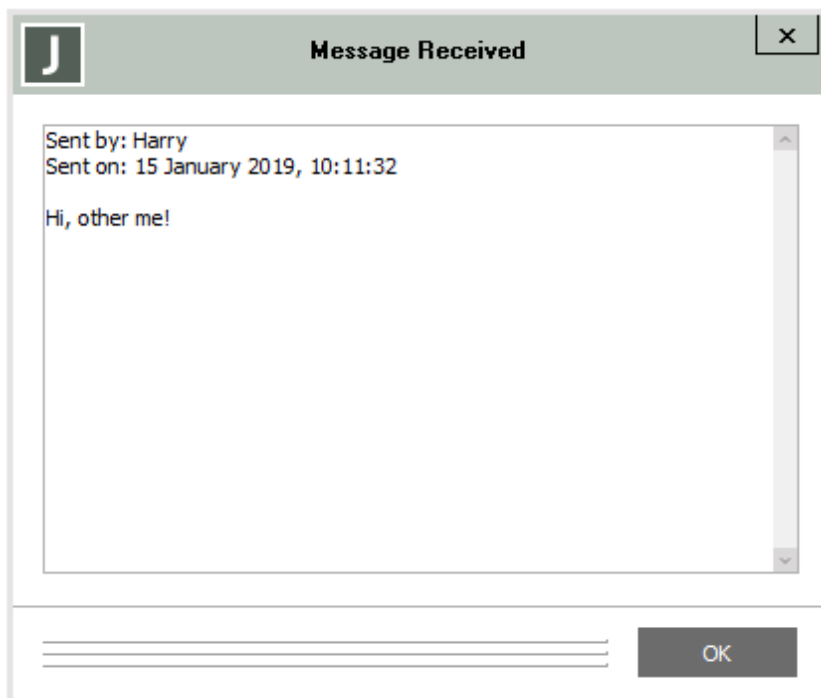 J
Message Received
Sent by: Harry
Sent on: 15 January 2019, 10:11:32
Hi, other me!
OK